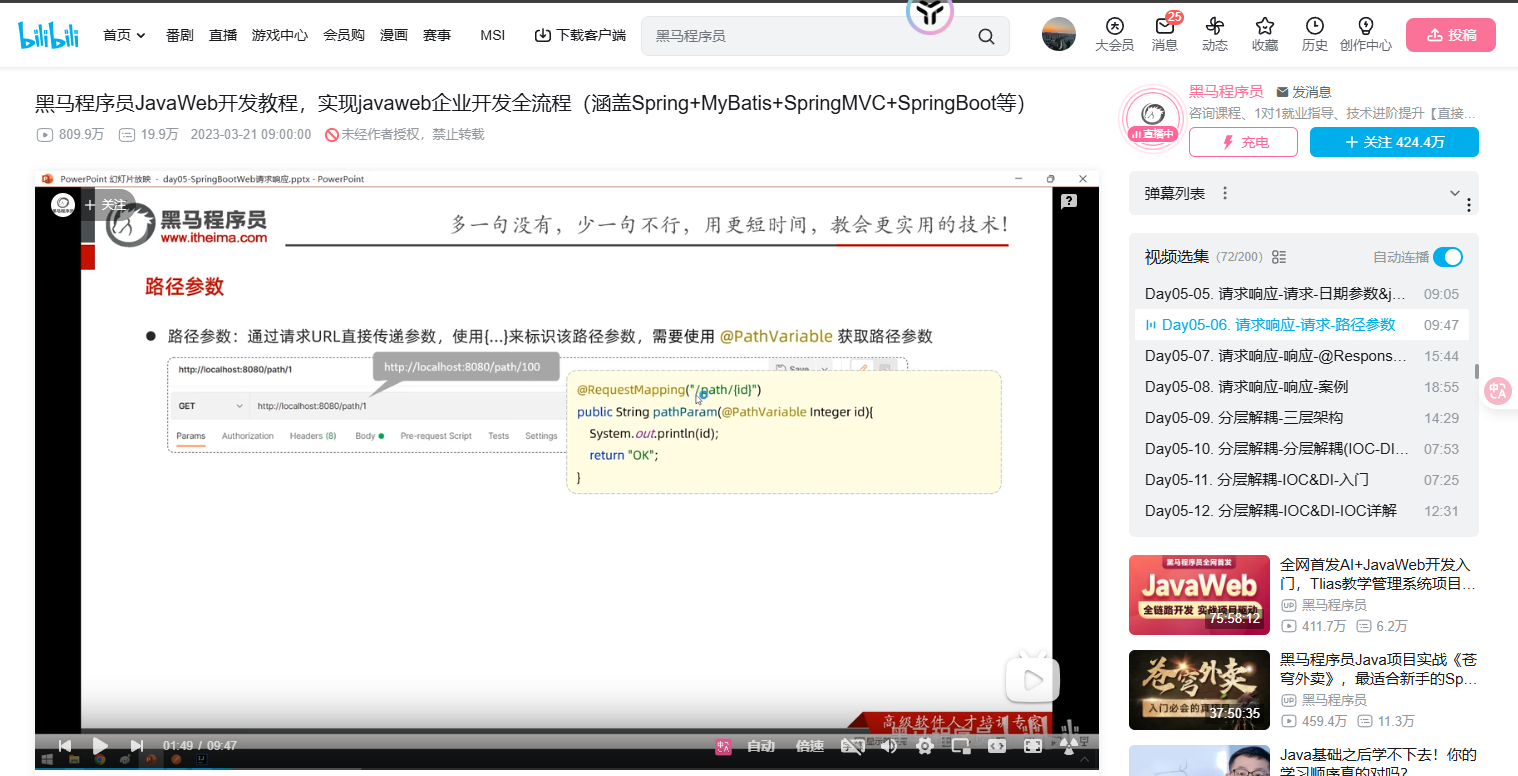 bilibili
首页 番剧 直播 游戏中心 会员购 漫画 赛事 MSI 下载客户端 黑马程序员 大会员 25 消息 动态 收藏 历史 创作中心 投稿
黑马程序员JavaWeb开发教程，实现javaweb企业开发全流程（涵盖Spring+MyBatis+SpringMVC+SpringBoot等）
809.9万 19.9万 2023-03-21 09:00:00 未经作者授权，禁止转载
PowerPoint 幻灯片放映 - day05-SpringBootWeb请求响应.pptx - PowerPoint
+ 关注
黑马程序员
www.itheima.com
多一句没有，少一句不行，用更短时间，教会更实用的技术！
路径参数
● 路径参数：通过请求URL直接传递参数，使用{...}来标识该路径参数，需要使用 @PathVariable 获取路径参数
http://localhost:8080/path/1
http://localhost:8080/path/100
Save
GET http://localhost:8080/path/1
Params Authorization Headers (8) Body Pre-request Script Tests Settings
@RequestMapping("/path/{id}")
public String pathParam(@PathVariable Integer id){
System.out.println(id);
return "OK";
}
高级软件人才培训专家
01:49 / 09:47 自动 倍速
黑马程序员 发消息
直播中
咨询课程、1对1就业指导、技术进阶提升【直接...
充电 + 关注 424.4万
弹幕列表
视频选集 (72/200) 自动连播
Day05-05. 请求响应-请求-日期参数&j... 09:05
Day05-06. 请求响应-请求-路径参数 09:47
Day05-07. 请求响应-响应-@Respons... 15:44
Day05-08. 请求响应-响应-案例 18:55
Day05-09. 分层解耦-三层架构 14:29
Day05-10. 分层解耦-分层解耦(IOC-DI... 07:53
Day05-11. 分层解耦-IOC&DI-入门 07:25
Day05-12. 分层解耦-IOC&DI-IOC详解 12:31
黑马程序员全网首发
JavaWeb
全链路开发 实战项目驱动
75:58:12
全网首发AI+JavaWeb开发入
门，Tlias教学管理系统项目...
UP 黑马程序员
411.7万 6.2万
苍穹外卖
入门必会的
37:50:35
黑马程序员Java项目实战《苍
穹外卖》，最适合新手的Sp...
UP 黑马程序员
459.4万 11.3万
Java基础之后学不下去！你的
学习顺序真的对吗？